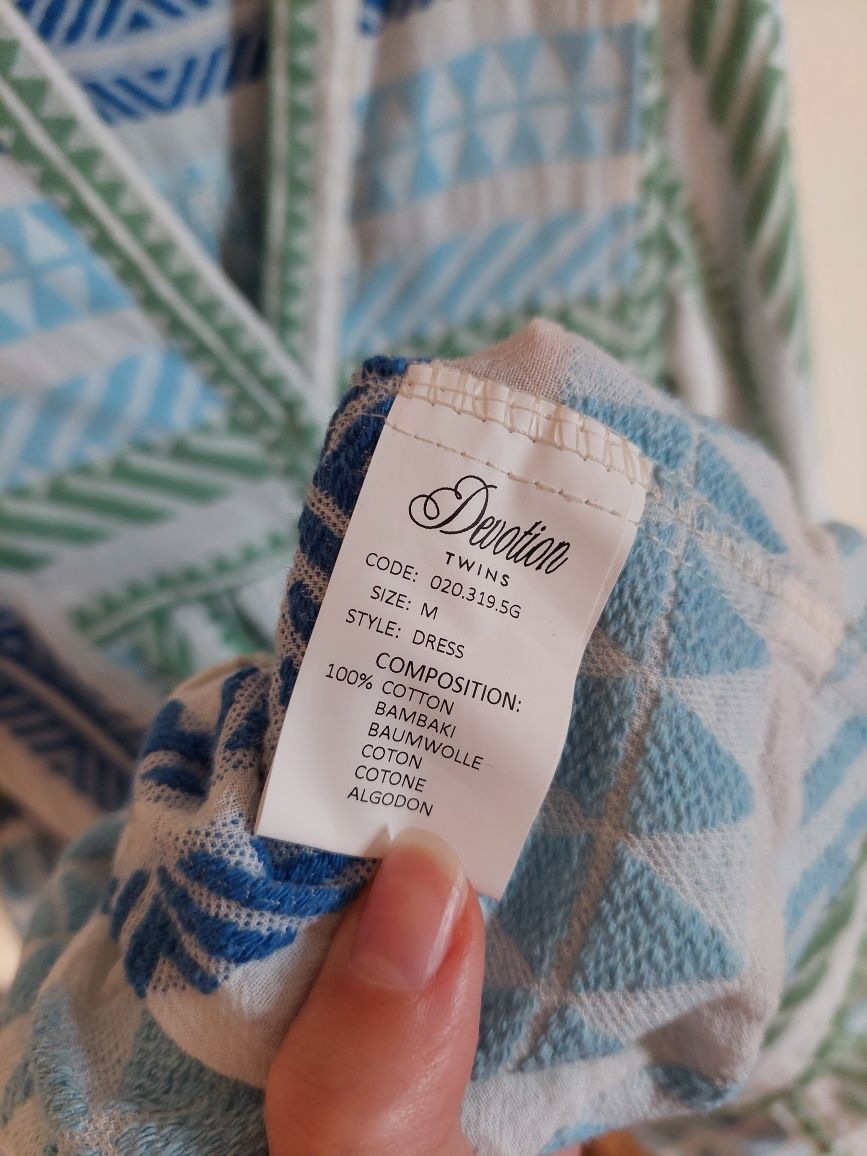 Devotion
TWINS
CODE: 020.319.5G
SIZE: M
STYLE: DRESS
COMPOSITION:
100% COTTON
BAMBAKI
BAUMWOLLE
COTON
COTONE
ALGODON